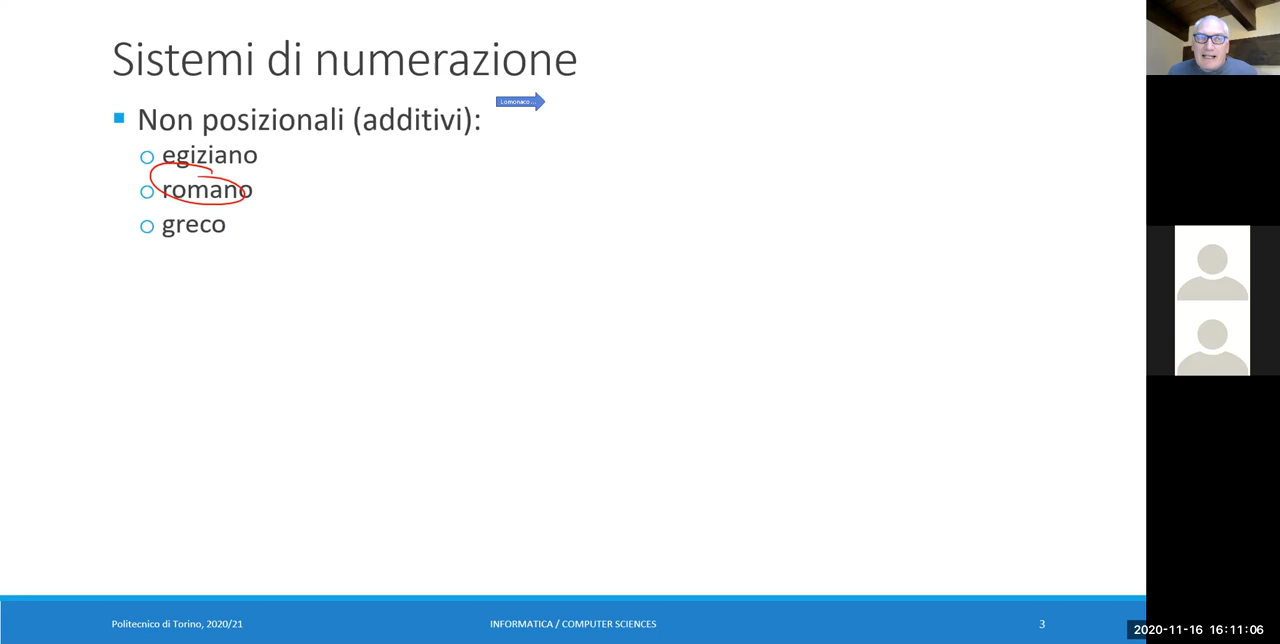 Sistemi di numerazione
Lomonaco ...
Non posizionali (additivi):
egiziano
romano
greco
Politecnico di Torino, 2020/21
INFORMATICA / COMPUTER SCIENCES
3
2020-11-16 16:11:06